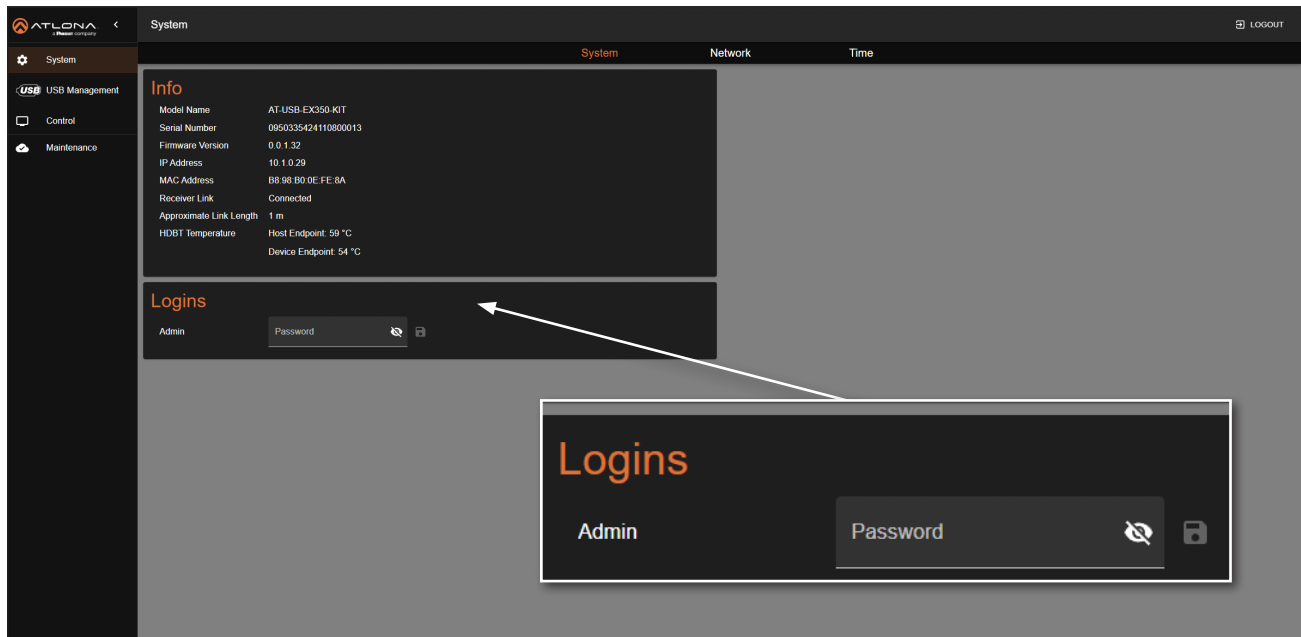 ATLONA
a Panduit company
System
LOGOUT
System
Network
Time
System
USB USB Management
Control
Maintenance
Info
Model Name AT-USB-EX350-KIT
Serial Number 0950335424110800013
Firmware Version 0.0.1.32
IP Address 10.1.0.29
MAC Address B8:98:B0:0E:FE:8A
Receiver Link Connected
Approximate Link Length 1 m
HDBT Temperature Host Endpoint: 59 °C
Device Endpoint: 54 °C
Logins
Admin Password
Logins
Admin Password